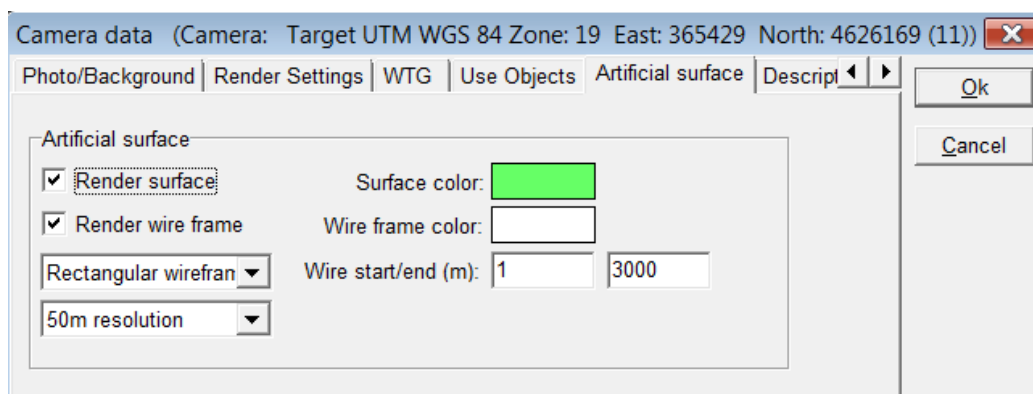 Camera data (Camera: Target UTM WGS 84 Zone: 19 East: 365429 North: 4626169 (11))
Photo/Background Render Settings WTG Use Objects Artificial surface Descript
Ok
Cancel
Artificial surface
Render surface Surface color:
Render wire frame Wire frame color:
Rectangular wirefran Wire start/end (m): 1 3000
50m resolution